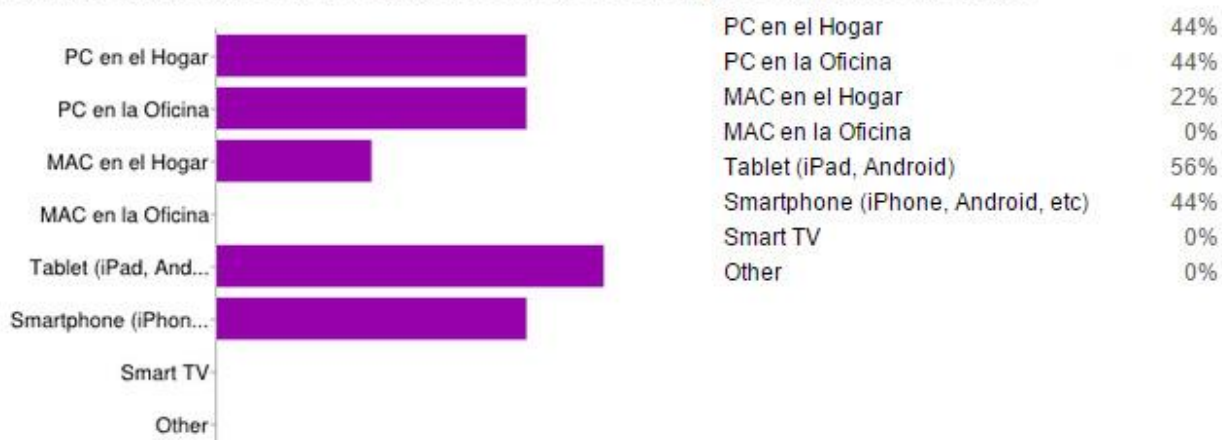 PC en el Hogar
PC en la Oficina
MAC en el Hogar
MAC en la Oficina
Tablet (iPad, And...
Smartphone (iPhon...
Smart TV
Other
PC en el Hogar 44%
PC en la Oficina 44%
MAC en el Hogar 22%
MAC en la Oficina 0%
Tablet (iPad, Android) 56%
Smartphone (iPhone, Android, etc) 44%
Smart TV 0%
Other 0%